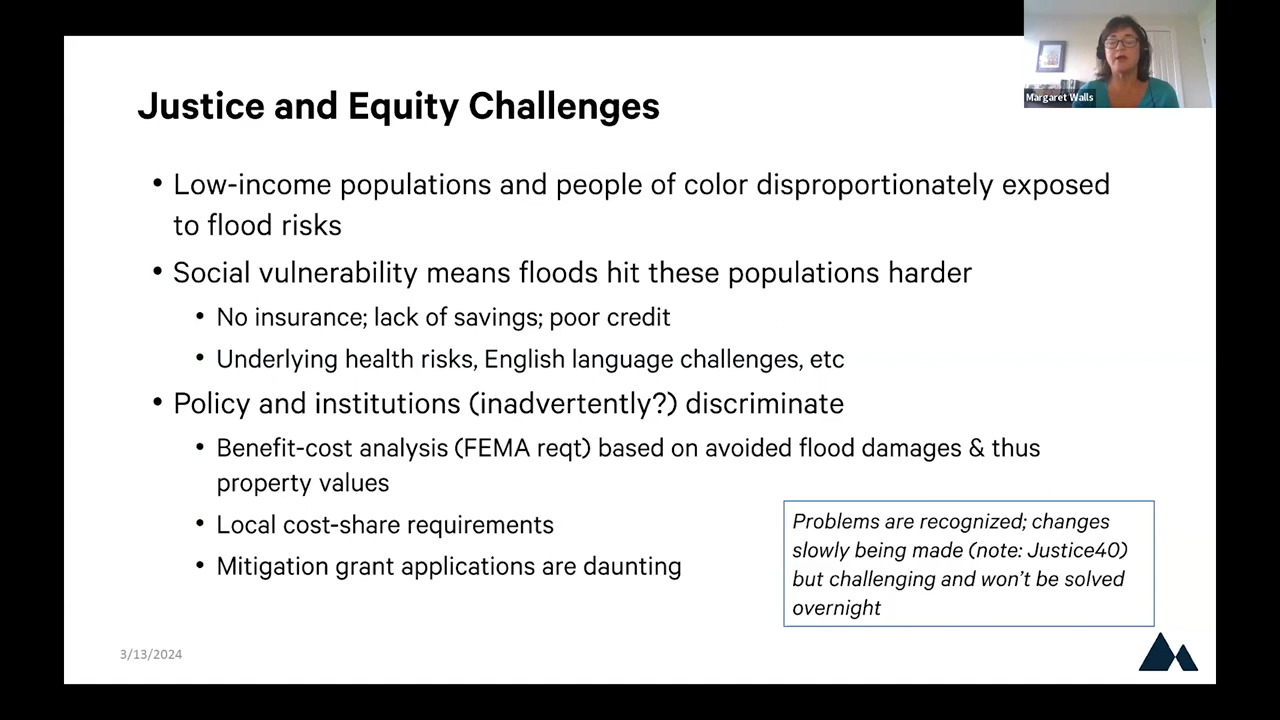 Margaret Walls
Justice and Equity Challenges
• Low-income populations and people of color disproportionately exposed
to flood risks
• Social vulnerability means floods hit these populations harder
• No insurance; lack of savings; poor credit
• Underlying health risks, English language challenges, etc
• Policy and institutions (inadvertently?) discriminate
• Benefit-cost analysis (FEMA reqt) based on avoided flood damages & thus
property values
• Local cost-share requirements
• Mitigation grant applications are daunting
Problems are recognized; changes
slowly being made (note: Justice40)
but challenging and won't be solved
overnight
3/13/2024